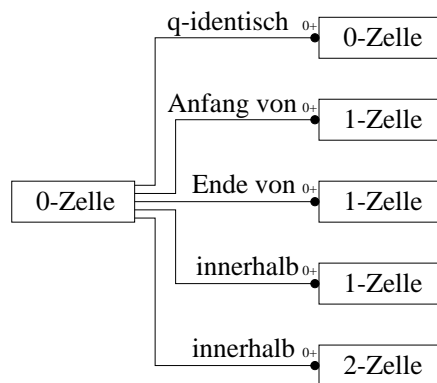 q-identisch 0+ 0-Zelle
Anfang von 0+ 1-Zelle
0-Zelle Ende von 0+ 1-Zelle
innerhalb 0+ 1-Zelle
innerhalb 0+ 2-Zelle